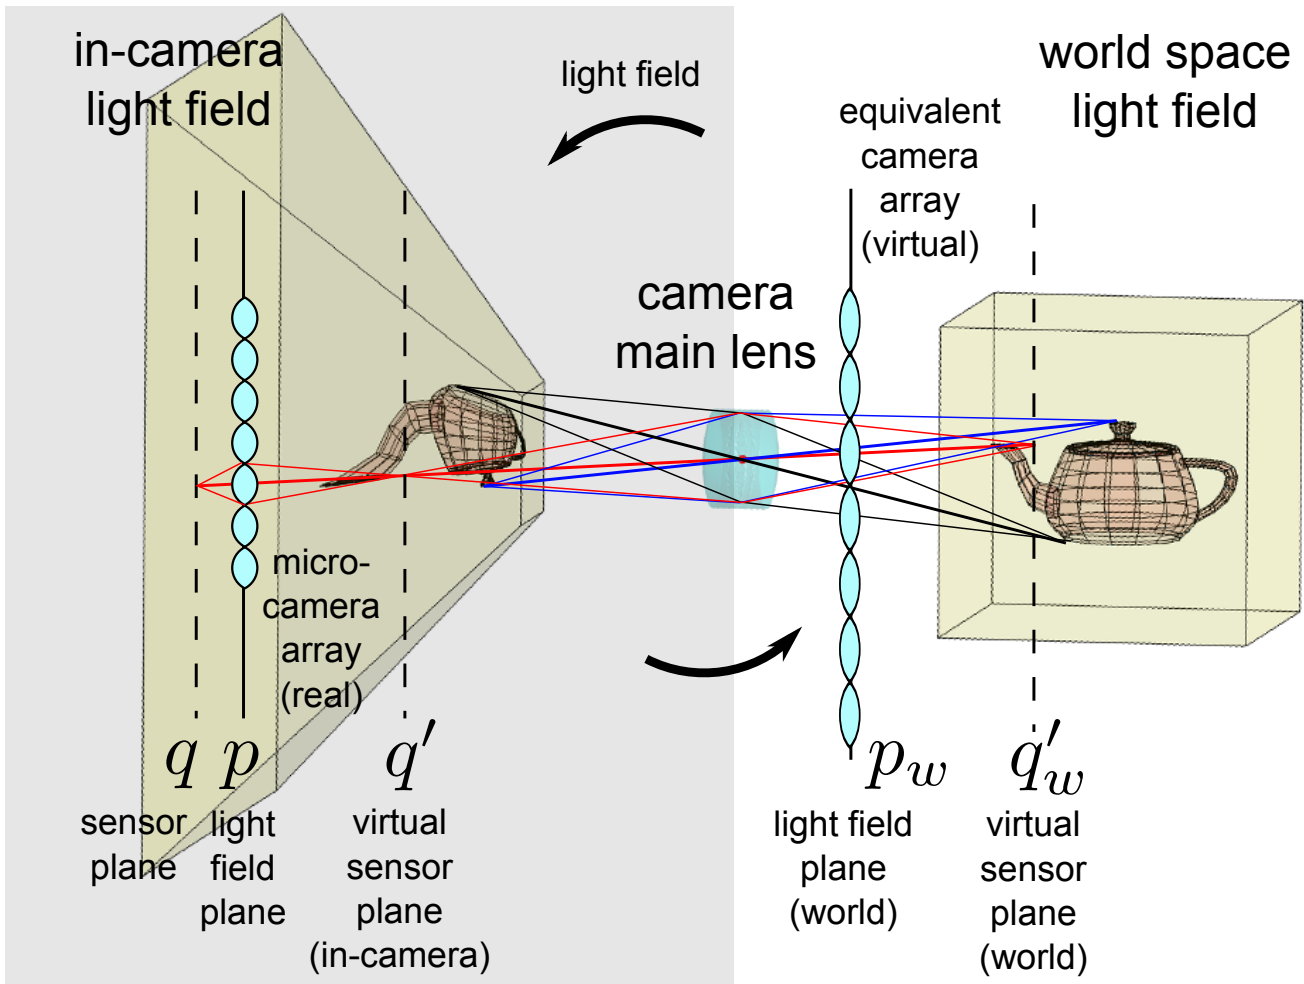 in-camera
light field
light field
world space
light field
equivalent
camera
array
(virtual)
camera
main lens
micro-
camera
array
(real)
q
p
q′
p_w
q′_w
sensor
plane
light
field
plane
virtual
sensor
plane
(in-camera)
light field
plane
(world)
virtual
sensor
plane
(world)